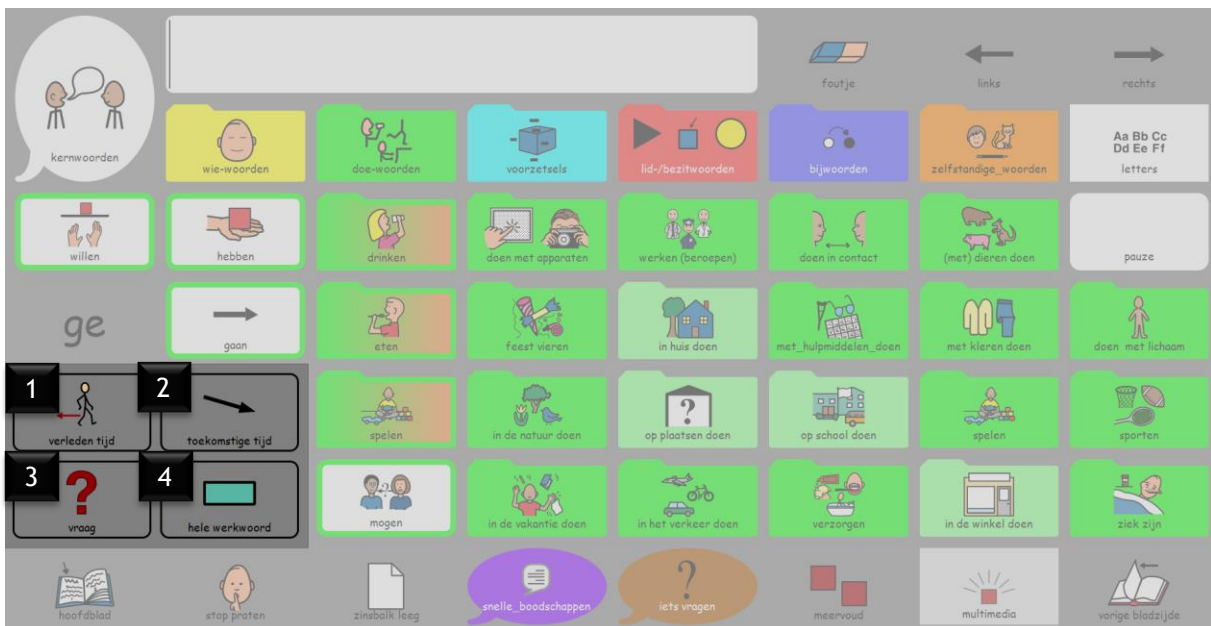 kernwoorden
foutje
links
rechts
wie-woorden
doe-woorden
voorzetsels
lid-/bezitwoorden
bijwoorden
zelfstandige_woorden
Aa Bb Cc
Dd Ee Ff
letters
willen
hebben
drinken
doen met apparaten
werken (beroepen)
doen in contact
(met) dieren doen
pauze
ge
gaan
eten
feest vieren
in huis doen
met_hulpmiddelen_doen
met kleren doen
doen met lichaam
1
verleden tijd
2
toekomstige tijd
spelen
in de natuur doen
?
op plaatsen doen
op school doen
spelen
sporten
3
?
vraag
4
hele werkwoord
?
mogen
in de vakantie doen
in het verkeer doen
verzorgen
in de winkel doen
ziek zijn
hoofdblad
stop praten
zinsbalk leeg
snelle_boodschappen
?
iets vragen
meervoud
multimedia
vorige bladzijde